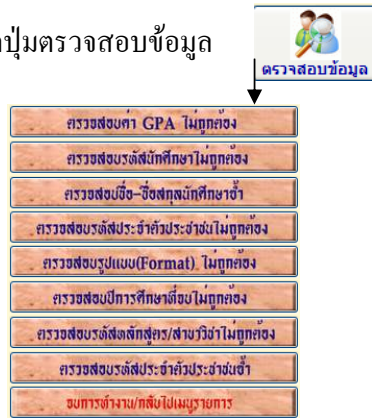 ปุ่มตรวจสอบข้อมูล
ตรวจสอบข้อมูล
ตรวจสอบค่า GPA ไม่ถูกต้อง
ตรวจสอบรหัสนักศึกษาไม่ถูกต้อง
ตรวจสอบชื่อ-ชื่อสกุลนักศึกษาซ้ำ
ตรวจสอบรหัสประจำตัวประชาชนไม่ถูกต้อง
ตรวจสอบรูปแบบ(Format) ไม่ถูกต้อง
ตรวจสอบปีการศึกษาที่จบไม่ถูกต้อง
ตรวจสอบรหัสหลักสูตร/สาขาวิชาไม่ถูกต้อง
ตรวจสอบรหัสประจำตัวประชาชนซ้ำ
จบการทำงาน/กลับไปเมนูรายการ